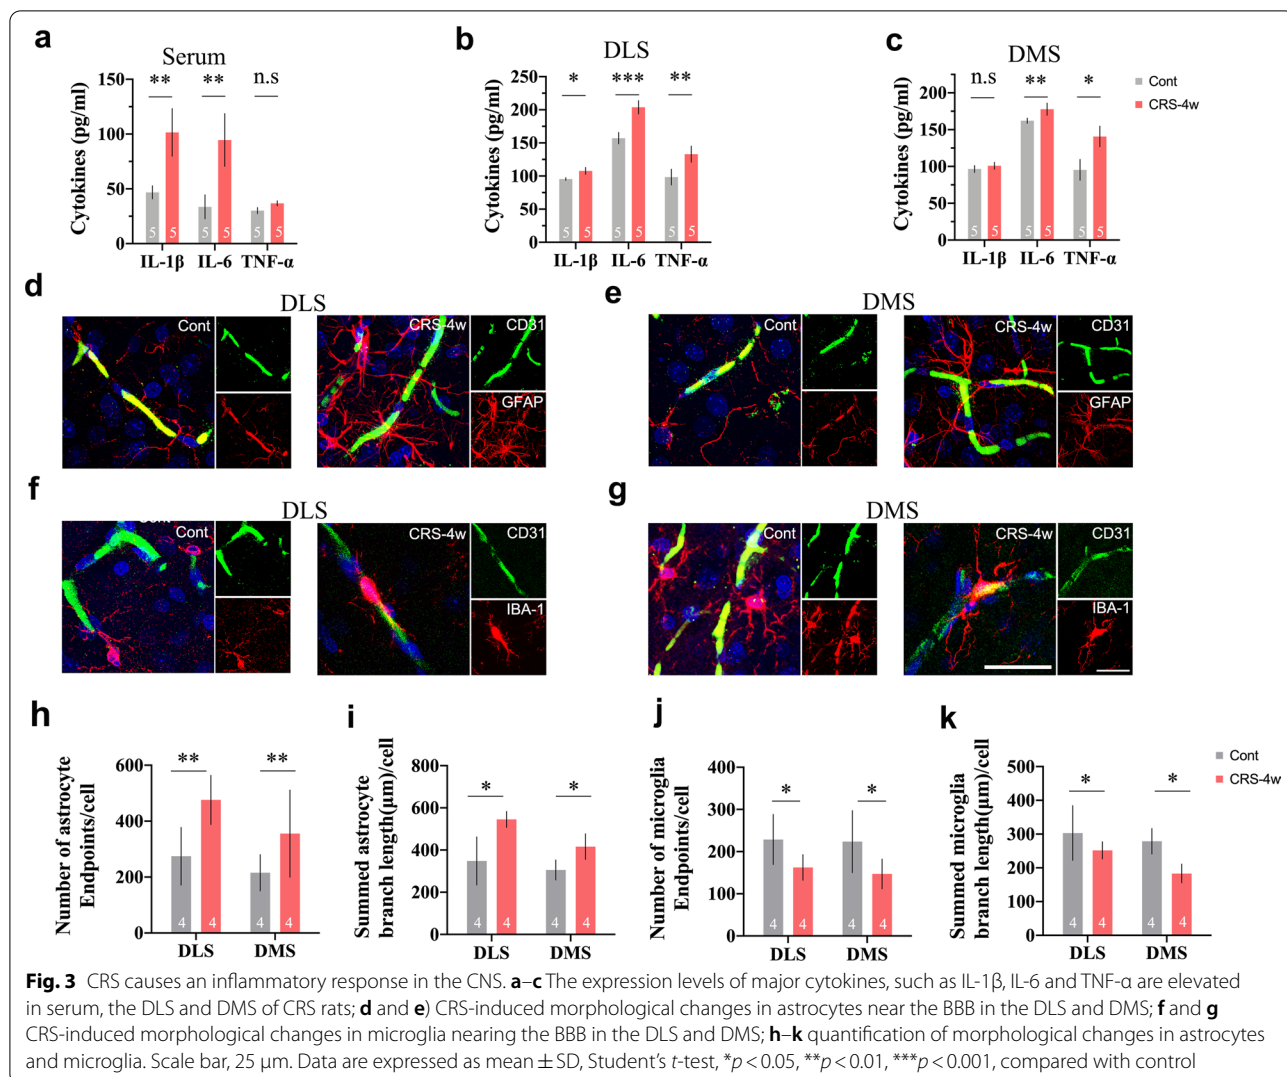 a
Serum
Cytokines (pg/ml)
150
100
50
0
** ** n.s
5 5 5 5 5 5
IL-1β IL-6 TNF-α
b
DLS
Cytokines (pg/ml)
250
200
150
100
50
0
* *** **
5 5 5 5 5 5
IL-1β IL-6 TNF-α
c
DMS
Cytokines (pg/ml)
250
200
150
100
50
0
n.s ** *
5 5 5 5 5 5
IL-1β IL-6 TNF-α
Cont
CRS-4w
d
DLS
Cont
CRS-4w
CD31
GFAP
e
DMS
Cont
CRS-4w
CD31
GFAP
f
DLS
Cont
Cont
CRS-4w
CD31
IBA-1
g
DMS
Cont
CRS-4w
CD31
IBA-1
h
Number of astrocyte
Endpoints/cell
600
400
200
0
** **
4 4 4 4
DLS DMS
i
Summed astrocyte
branch length(μm)/cell
800
600
400
200
0
* *
4 4 4 4
DLS DMS
j
Number of microglia
Endpoints/cell
400
300
200
100
0
* *
4 4 4 4
DLS DMS
k
Summed microglia
branch length(μm)/cell
500
400
300
200
100
0
* *
4 4 4 4
DLS DMS
Cont
CRS-4w
Fig. 3 CRS causes an inflammatory response in the CNS. a–c The expression levels of major cytokines, such as IL-1β, IL-6 and TNF-α are elevated
in serum, the DLS and DMS of CRS rats; d and e) CRS-induced morphological changes in astrocytes near the BBB in the DLS and DMS; f and g
CRS-induced morphological changes in microglia nearing the BBB in the DLS and DMS; h–k quantification of morphological changes in astrocytes
and microglia. Scale bar, 25 μm. Data are expressed as mean ± SD, Student's t-test, *p < 0.05, **p < 0.01, ***p < 0.001, compared with control